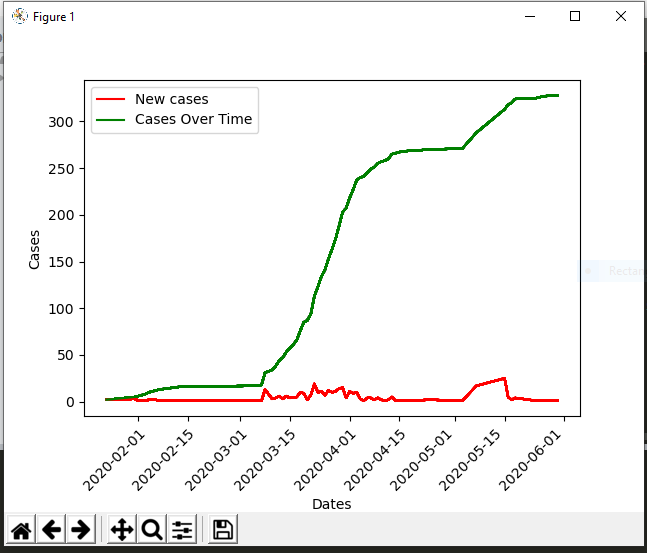 Figure 1
New cases
Cases Over Time
300
250
200
150
100
50
0
Cases
2020-02-01
2020-02-15
2020-03-01
2020-03-15
2020-04-01
2020-04-15
2020-05-01
2020-05-15
2020-06-01
Dates
Rectan